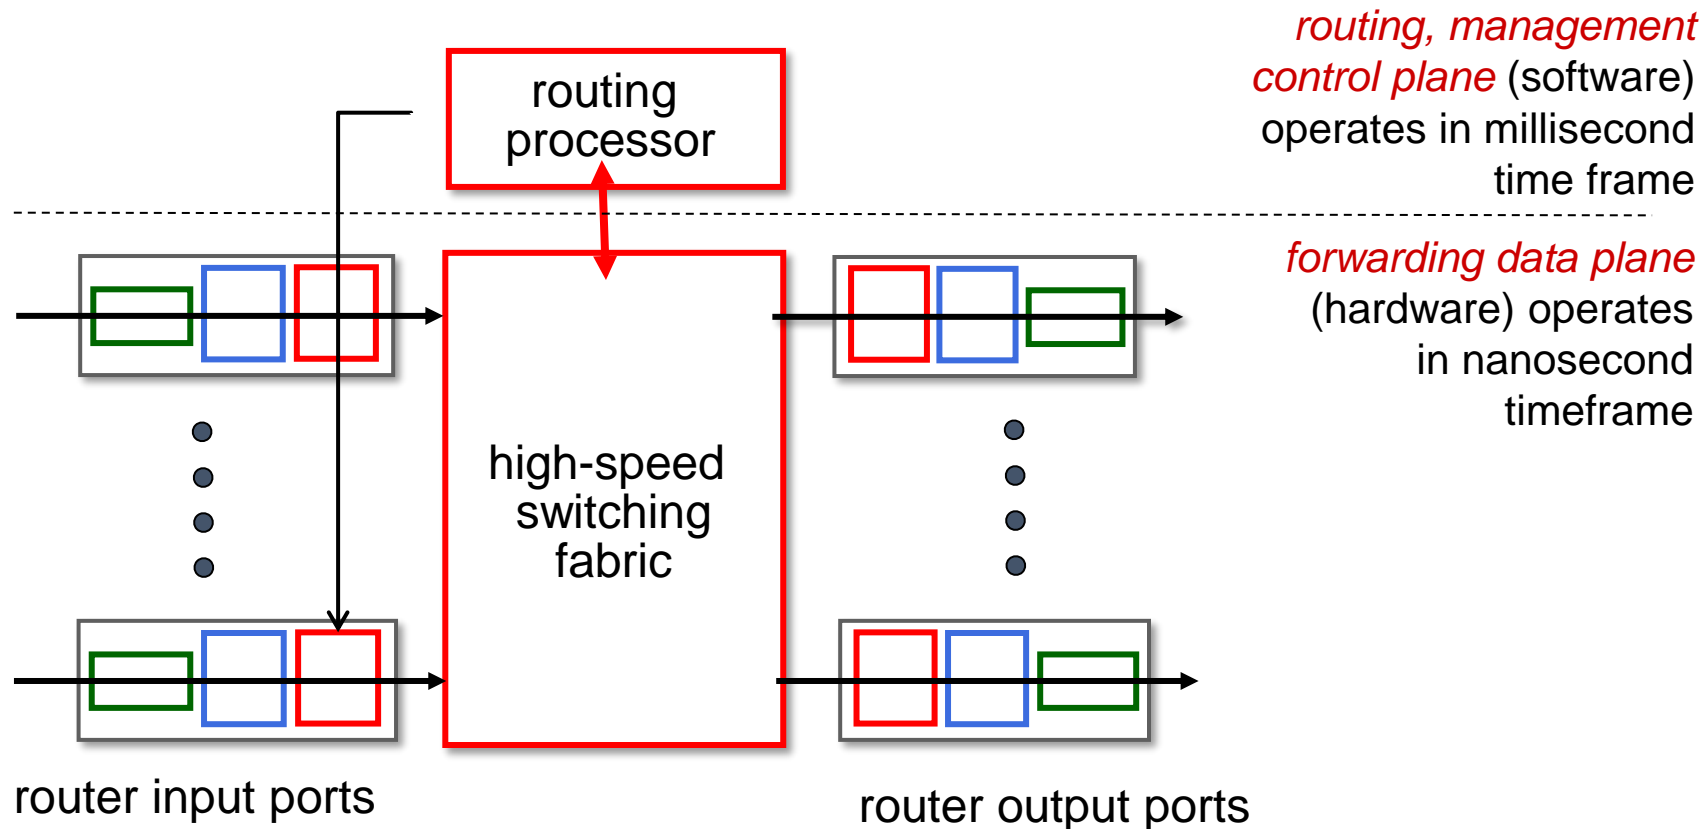 routing, management
control plane (software)
operates in millisecond
time frame
routing
processor
forwarding data plane
(hardware) operates
in nanosecond
timeframe
high-speed
switching
fabric
router input ports
router output ports